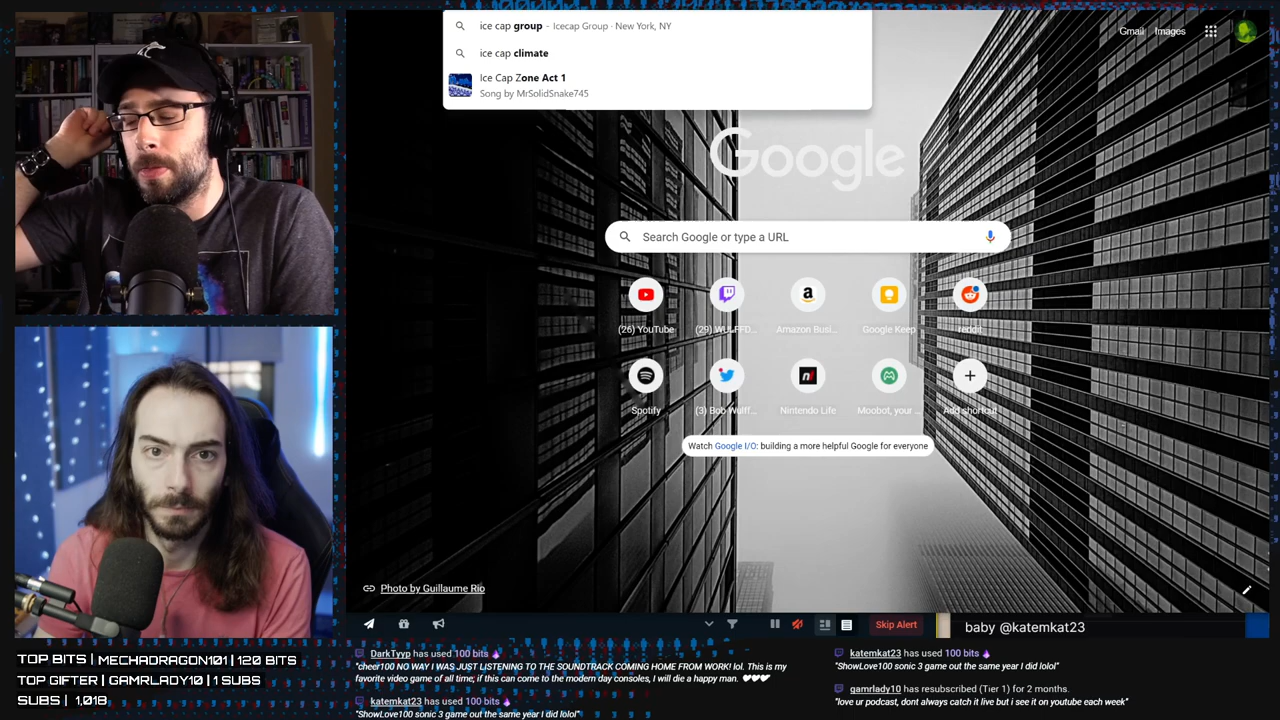 ice cap group - Icecap Group · New York, NY
ice cap climate
Ice Cap Zone Act 1
Song by MrSolidSnake745
Gmail Images
Google
Search Google or type a URL
(26) YouTube (29) WULFFD... Amazon Busi... Google Keep reddit
Spotify (3) Bob Wulff... Nintendo Life Moobot, your ... Add shortcut
Watch Google I/O: building a more helpful Google for everyone
Photo by Guillaume Rio
Skip Alert
baby @katemkat23
TOP BITS | MECHADRAGON101 | 120 BITS
TOP GIFTER | GAMRLADY10 | 1 SUBS
SUBS | 1,018
DarkTyyp has used 100 bits
"cheer100 NO WAY I WAS JUST LISTENING TO THE SOUNDTRACK COMING HOME FROM WORK! lol. This is my
favorite video game of all time; if this can come to the modern day consoles, I will die a happy man. 🤍🤍🤍"
katemkat23 has used 100 bits
"ShowLove100 sonic 3 game out the same year I did lolol"
katemkat23 has used 100 bits
"ShowLove100 sonic 3 game out the same year I did lolol"
gamrlady10 has resubscribed (Tier 1) for 2 months.
"love ur podcast, dont always catch it live but i see it on youtube each week"